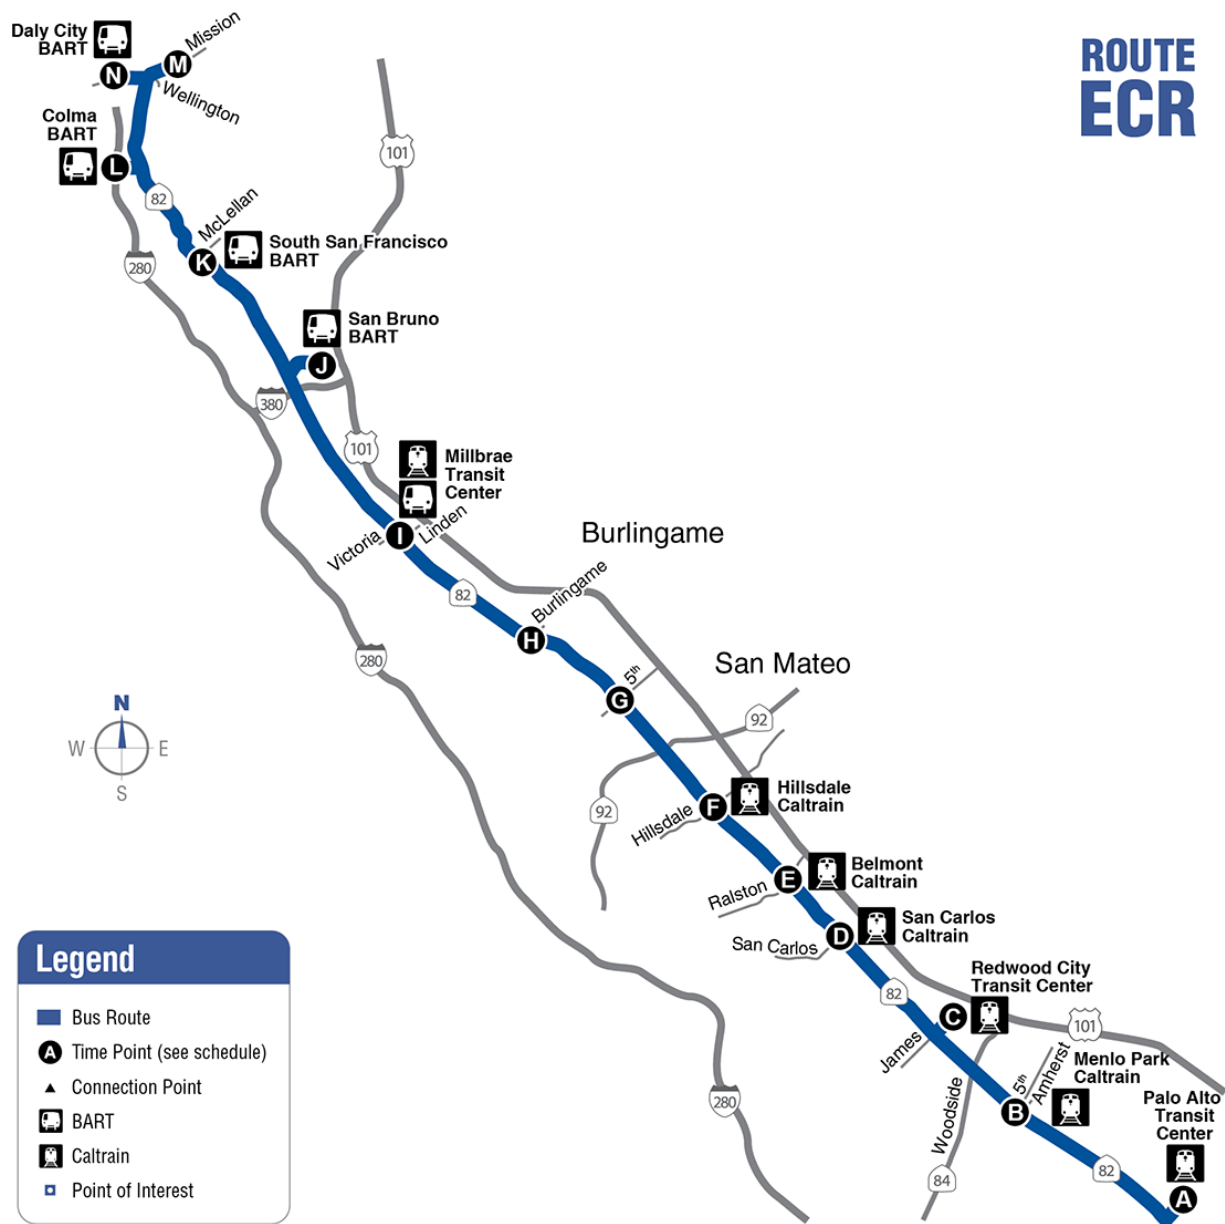 ROUTE
ECR
Daly City
BART
N
M
Mission
Wellington
Colma
BART
L
101
82
McLellan
K
South San Francisco
BART
280
San Bruno
BART
J
380
101
Millbrae
Transit
Center
Victoria
I
Linden
Burlingame
82
Burlingame
H
280
San Mateo
5th
G
N
W
E
S
92
92
Hillsdale
F
Hillsdale
Caltrain
Ralston
E
Belmont
Caltrain
San Carlos
D
San Carlos
Caltrain
82
Redwood City
Transit Center
C
James
101
5th
Amherst
Menlo Park
Caltrain
B
Woodside
280
84
82
Palo Alto
Transit
Center
A
Legend
Bus Route
A Time Point (see schedule)
Connection Point
BART
Caltrain
Point of Interest